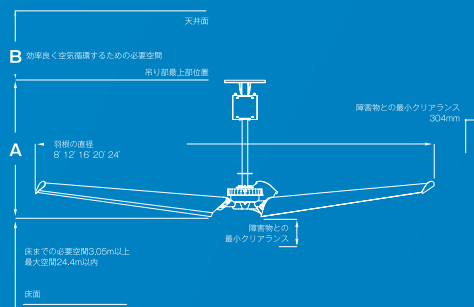 天井面
B 効率良く空気循環するための必要空間
吊り部最上部位置
障害物との最小クリアランス
304mm
A
羽根の直径
8' 12' 16' 20' 24'
障害物との
最小クリアランス
床までの必要空間3.05m以上
最大空間24.4m以内
床面